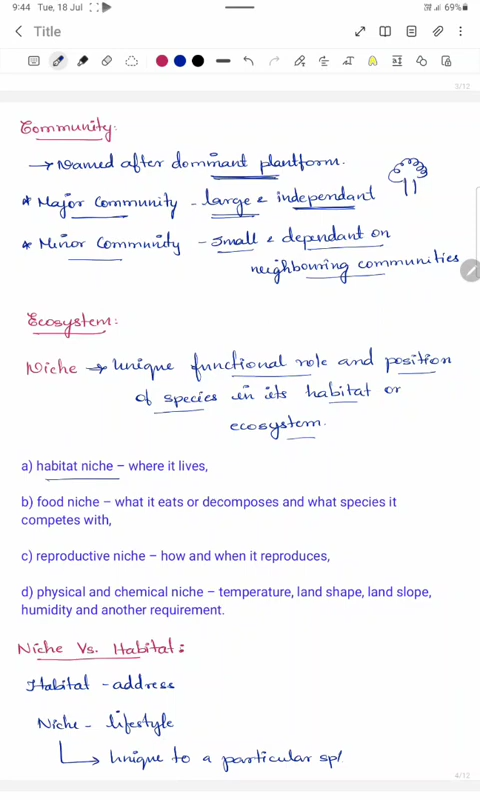 9:44 Tue, 18 Jul 69%
Title
3/12
Community:
→ Named after dominant plantform.
* Major Community - large & independant
* Minor Community - Small & dependant on
neighbouring communities
Ecosystem:
Niche → Unique functional role and position
of species in its habitat or
ecosystem.
a) habitat niche – where it lives,
b) food niche – what it eats or decomposes and what species it
competes with,
c) reproductive niche – how and when it reproduces,
d) physical and chemical niche – temperature, land shape, land slope,
humidity and another requirement.
Niche Vs. Habitat:
Habitat - address
Niche - lifestyle
→ Unique to a particular spl
4/12